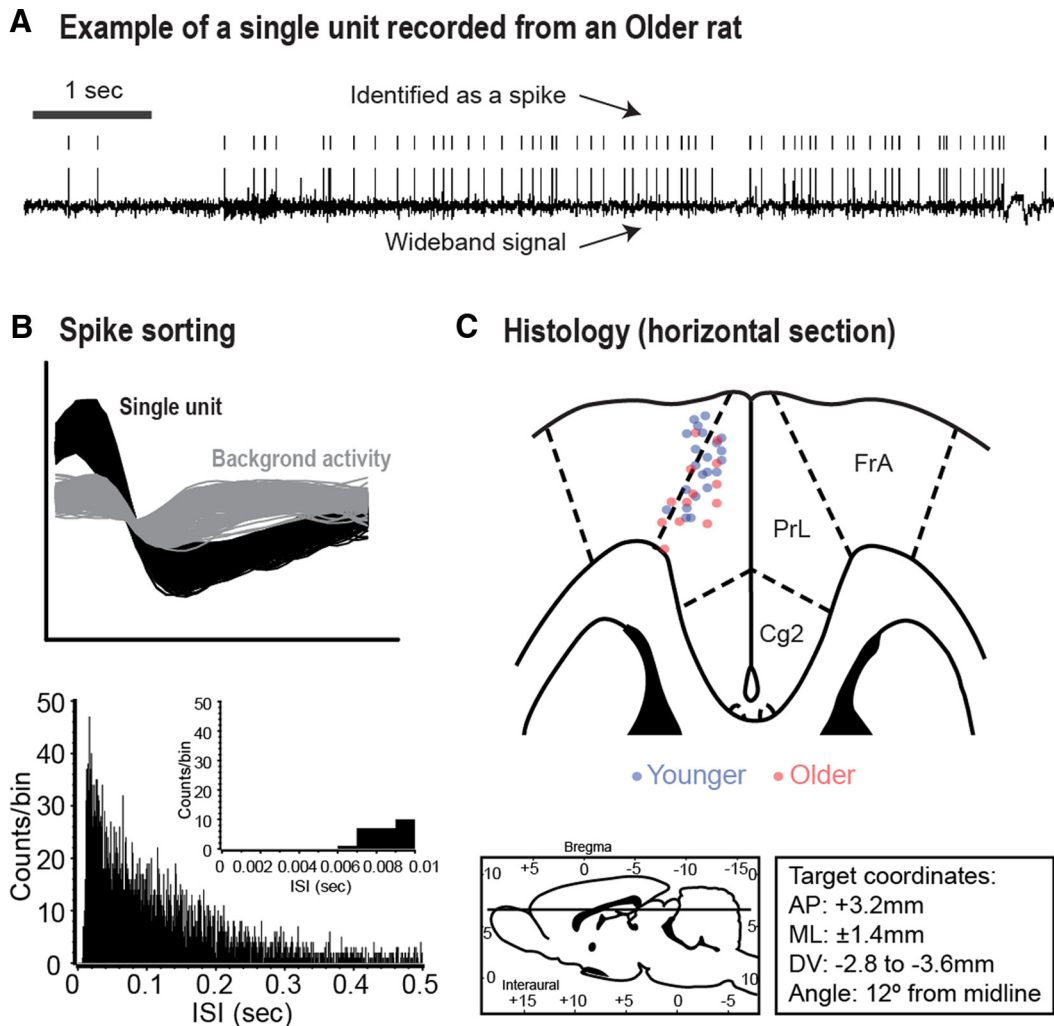 A Example of a single unit recorded from an Older rat
1 sec
Identified as a spike
Wideband signal
B Spike sorting
Single unit
Backgrond activity
50
40
30
20
10
0
Counts/bin
0 0.1 0.2 0.3 0.4 0.5
ISI (sec)
50
40
30
20
10
0
Counts/bin
0 0.002 0.004 0.006 0.008 0.01
ISI (sec)
C Histology (horizontal section)
FrA
PrL
Cg2
Younger Older
Bregma
10 +5 0 -5 -10 -15
0
5 5
0 10
Interaural
+15 +10 +5 0 -5
Target coordinates:
AP: +3.2mm
ML: ±1.4mm
DV: -2.8 to -3.6mm
Angle: 12º from midline